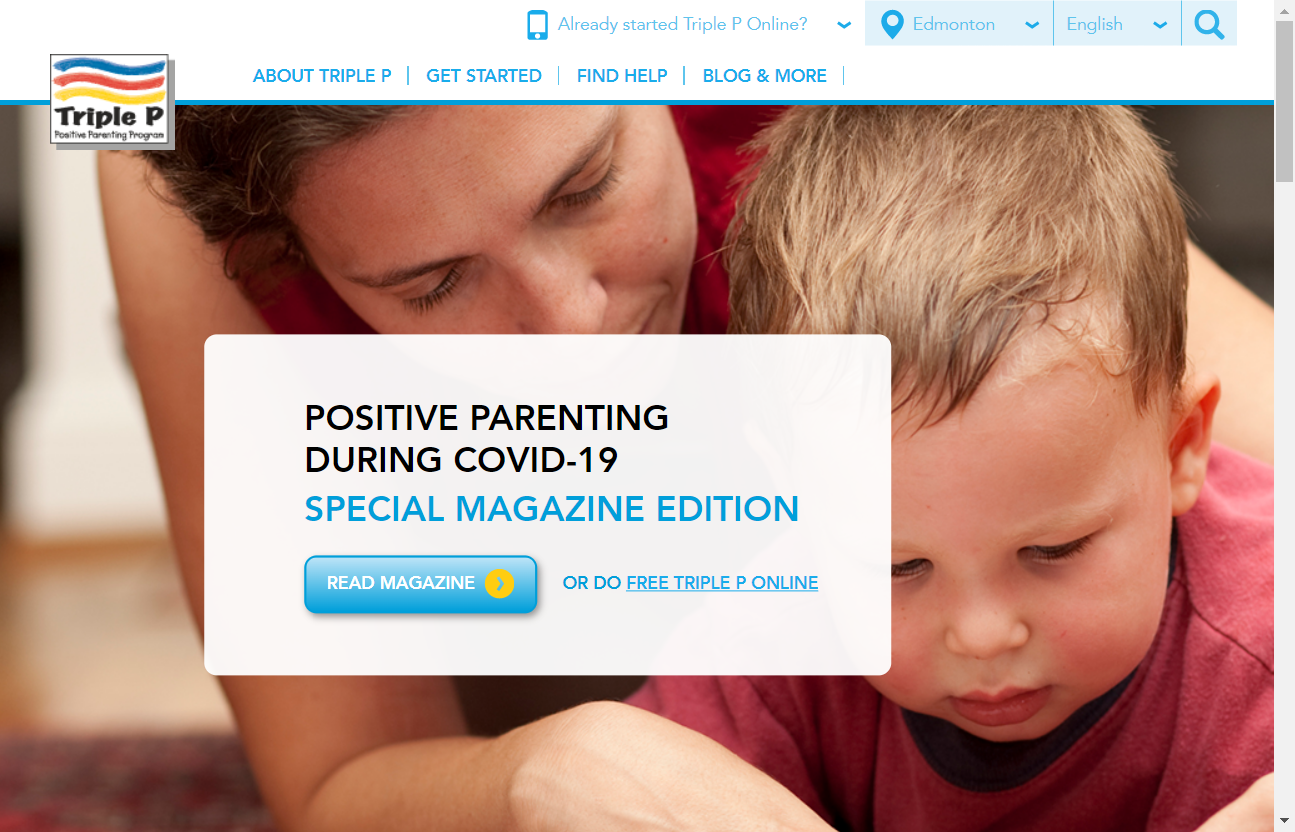 Already started Triple P Online?
Edmonton
English
ABOUT TRIPLE P
GET STARTED
FIND HELP
BLOG & MORE
Triple P
Positive Parenting Program
POSITIVE PARENTING
DURING COVID-19
SPECIAL MAGAZINE EDITION
READ MAGAZINE
OR DO FREE TRIPLE P ONLINE